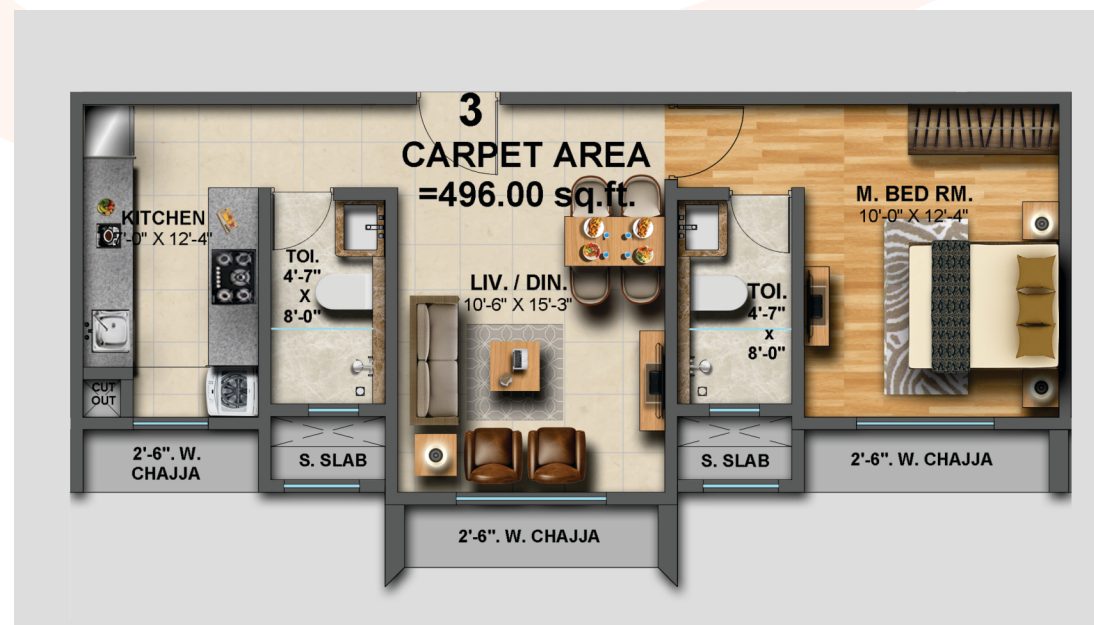 3
CARPET AREA
=496.00 sq.ft.
KITCHEN
7'-0" X 12'-4"
TOI.
4'-7"
X
8'-0"
LIV. / DIN.
10'-6" X 15'-3"
TOI.
4'-7"
x
8'-0"
M. BED RM.
10'-0" X 12'-4"
CUT
OUT
2'-6". W.
CHAJJA
S. SLAB
2'-6". W. CHAJJA
S. SLAB
2'-6". W. CHAJJA